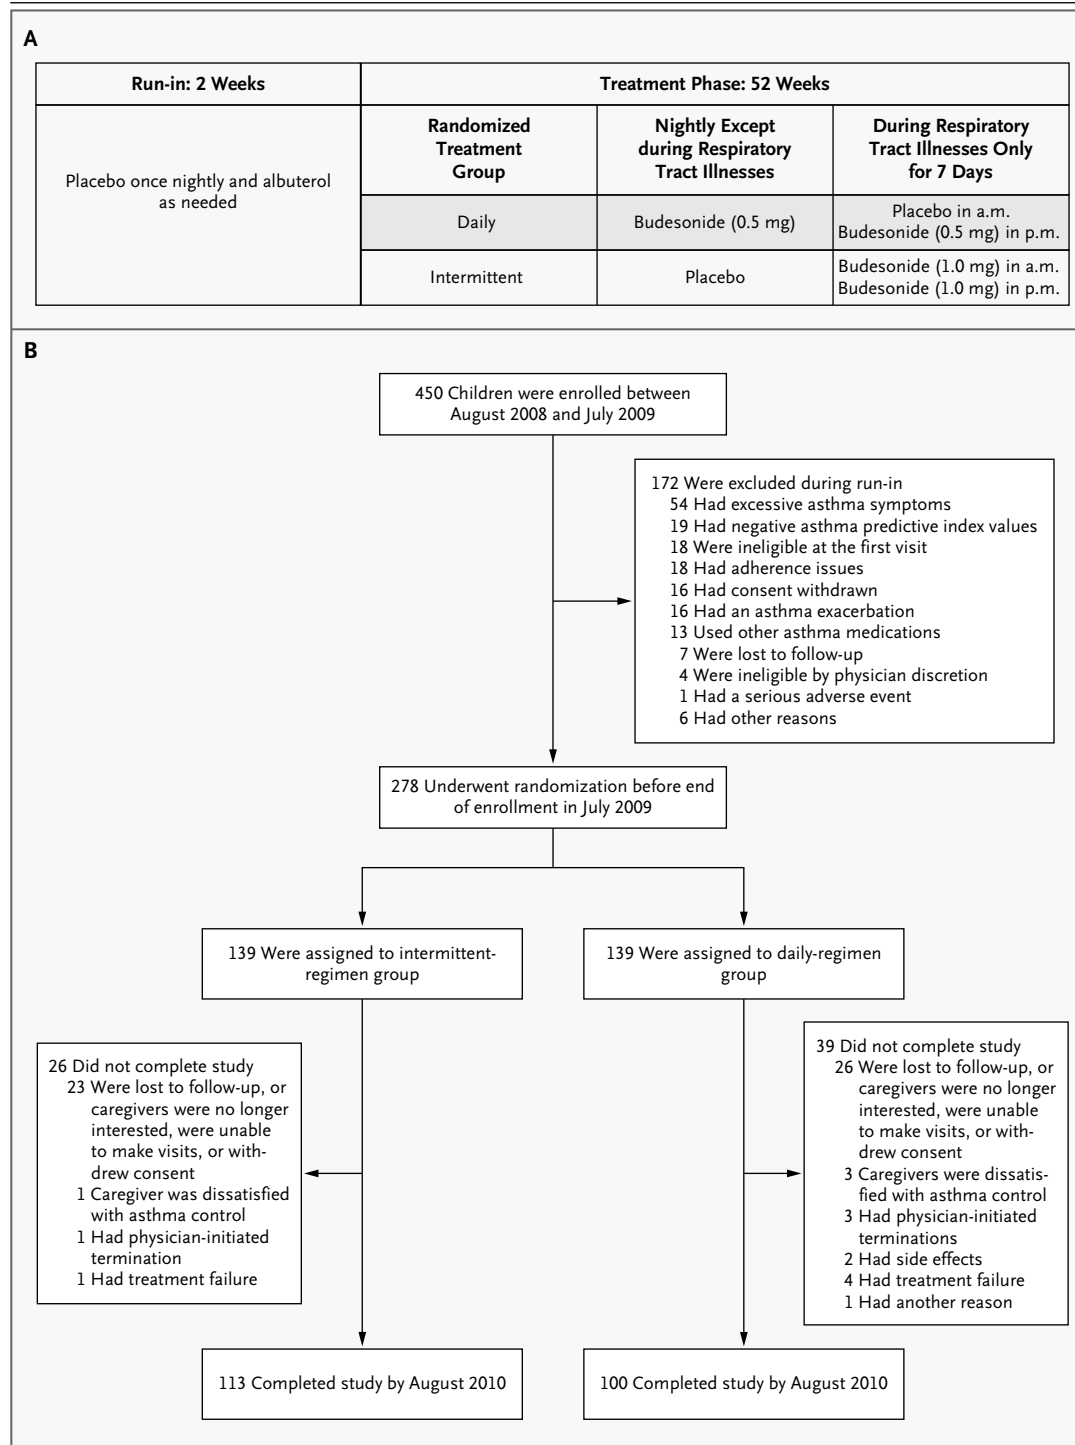 A
Run-in: 2 Weeks
Treatment Phase: 52 Weeks
Placebo once nightly and albuterol
as needed
Randomized
Treatment
Group
Nightly Except
during Respiratory
Tract Illnesses
During Respiratory
Tract Illnesses Only
for 7 Days
Daily
Budesonide (0.5 mg)
Placebo in a.m.
Budesonide (0.5 mg) in p.m.
Intermittent
Placebo
Budesonide (1.0 mg) in a.m.
Budesonide (1.0 mg) in p.m.
B
450 Children were enrolled between
August 2008 and July 2009
172 Were excluded during run-in
54 Had excessive asthma symptoms
19 Had negative asthma predictive index values
18 Were ineligible at the first visit
18 Had adherence issues
16 Had consent withdrawn
16 Had an asthma exacerbation
13 Used other asthma medications
7 Were lost to follow-up
4 Were ineligible by physician discretion
1 Had a serious adverse event
6 Had other reasons
278 Underwent randomization before end
of enrollment in July 2009
139 Were assigned to intermittent-
regimen group
139 Were assigned to daily-regimen
group
26 Did not complete study
23 Were lost to follow-up, or
caregivers were no longer
interested, were unable
to make visits, or with-
drew consent
1 Caregiver was dissatisfied
with asthma control
1 Had physician-initiated
termination
1 Had treatment failure
39 Did not complete study
26 Were lost to follow-up, or
caregivers were no longer
interested, were unable
to make visits, or with-
drew consent
3 Caregivers were dissatis-
fied with asthma control
3 Had physician-initiated
terminations
2 Had side effects
4 Had treatment failure
1 Had another reason
113 Completed study by August 2010
100 Completed study by August 2010